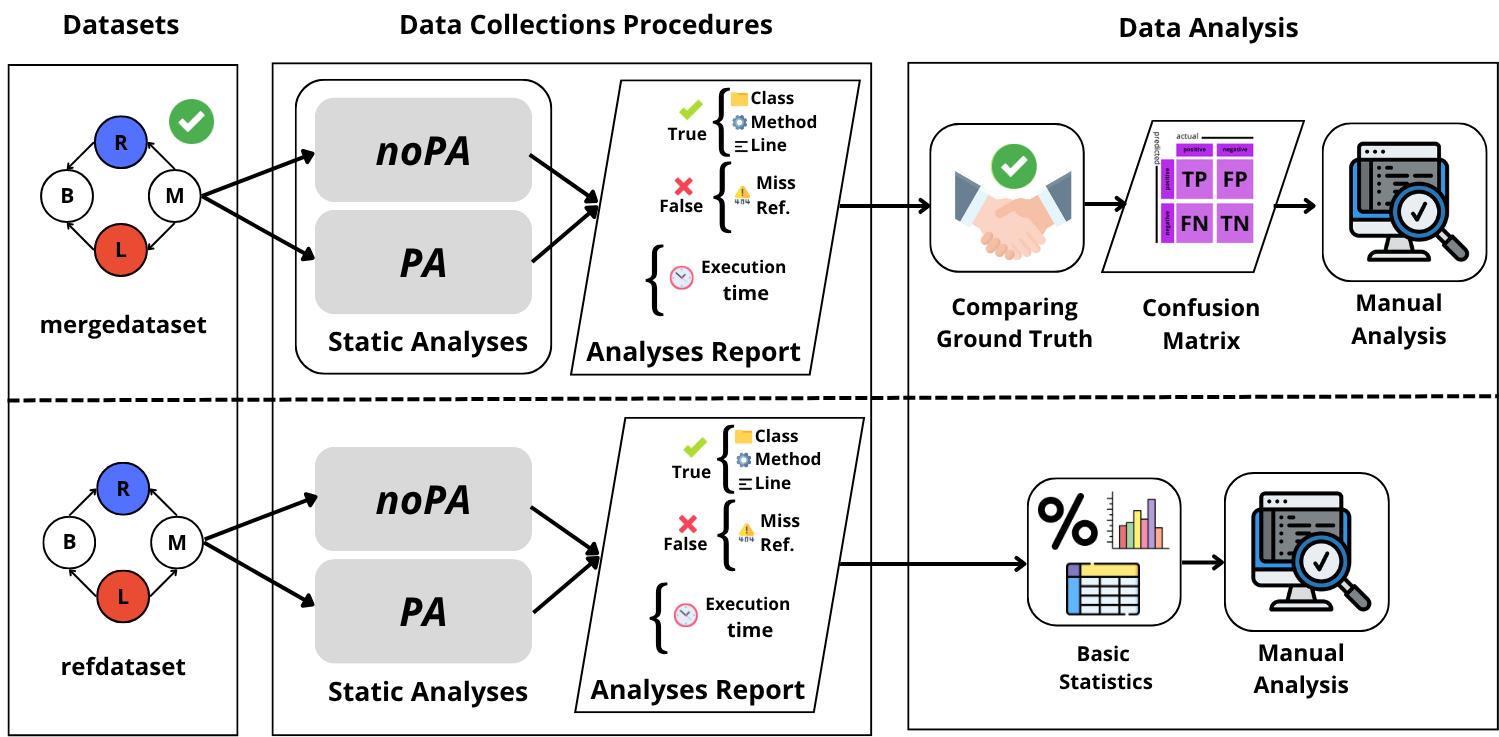 Datasets
Data Collections Procedures
Data Analysis
R
B
M
L
mergedataset
noPA
PA
Static Analyses
True
Class
Method
Line
False
Miss
Ref.
Execution
time
Analyses Report
Comparing
Ground Truth
predicted
actual
positive
negative
positive
TP
FP
negative
FN
TN
Confusion
Matrix
Manual
Analysis
R
B
M
L
refdataset
noPA
PA
Static Analyses
True
Class
Method
Line
False
Miss
Ref.
Execution
time
Analyses Report
%
Basic
Statistics
Manual
Analysis